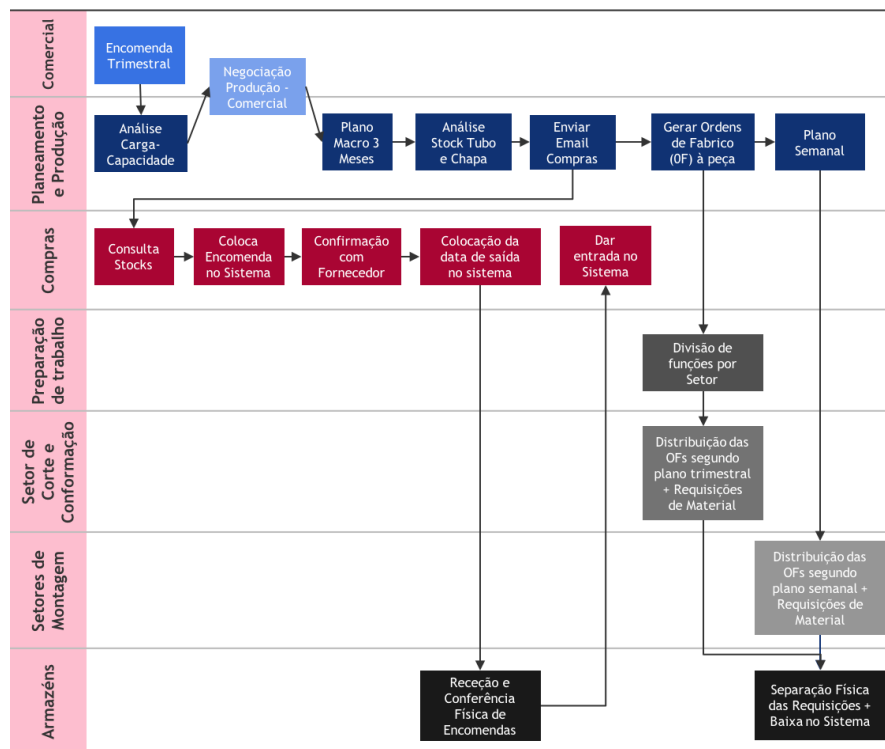 Comercial
Encomenda
Trimestral
Negociação
Produção -
Comercial
Planeamento
e Produção
Análise
Carga-
Capacidade
Plano
Macro 3
Meses
Análise
Stock Tubo
e Chapa
Enviar
Email
Compras
Gerar Ordens
de Fabrico
(OF) à peça
Plano
Semanal
Compras
Consulta
Stocks
Coloca
Encomenda
no Sistema
Confirmação
com
Fornecedor
Colocação da
data de saída
no sistema
Dar
entrada no
Sistema
Preparação
de trabalho
Divisão de
funções por
Setor
Setor de
Corte e
Conformação
Distribuição das
OFs segundo
plano trimestral
+ Requisições
de Material
Setores de
Montagem
Distribuição das
OFs segundo
plano semanal +
Requisições de
Material
Armazéns
Receção e
Conferência
Física de
Encomendas
Separação Física
das Requisições +
Baixa no Sistema